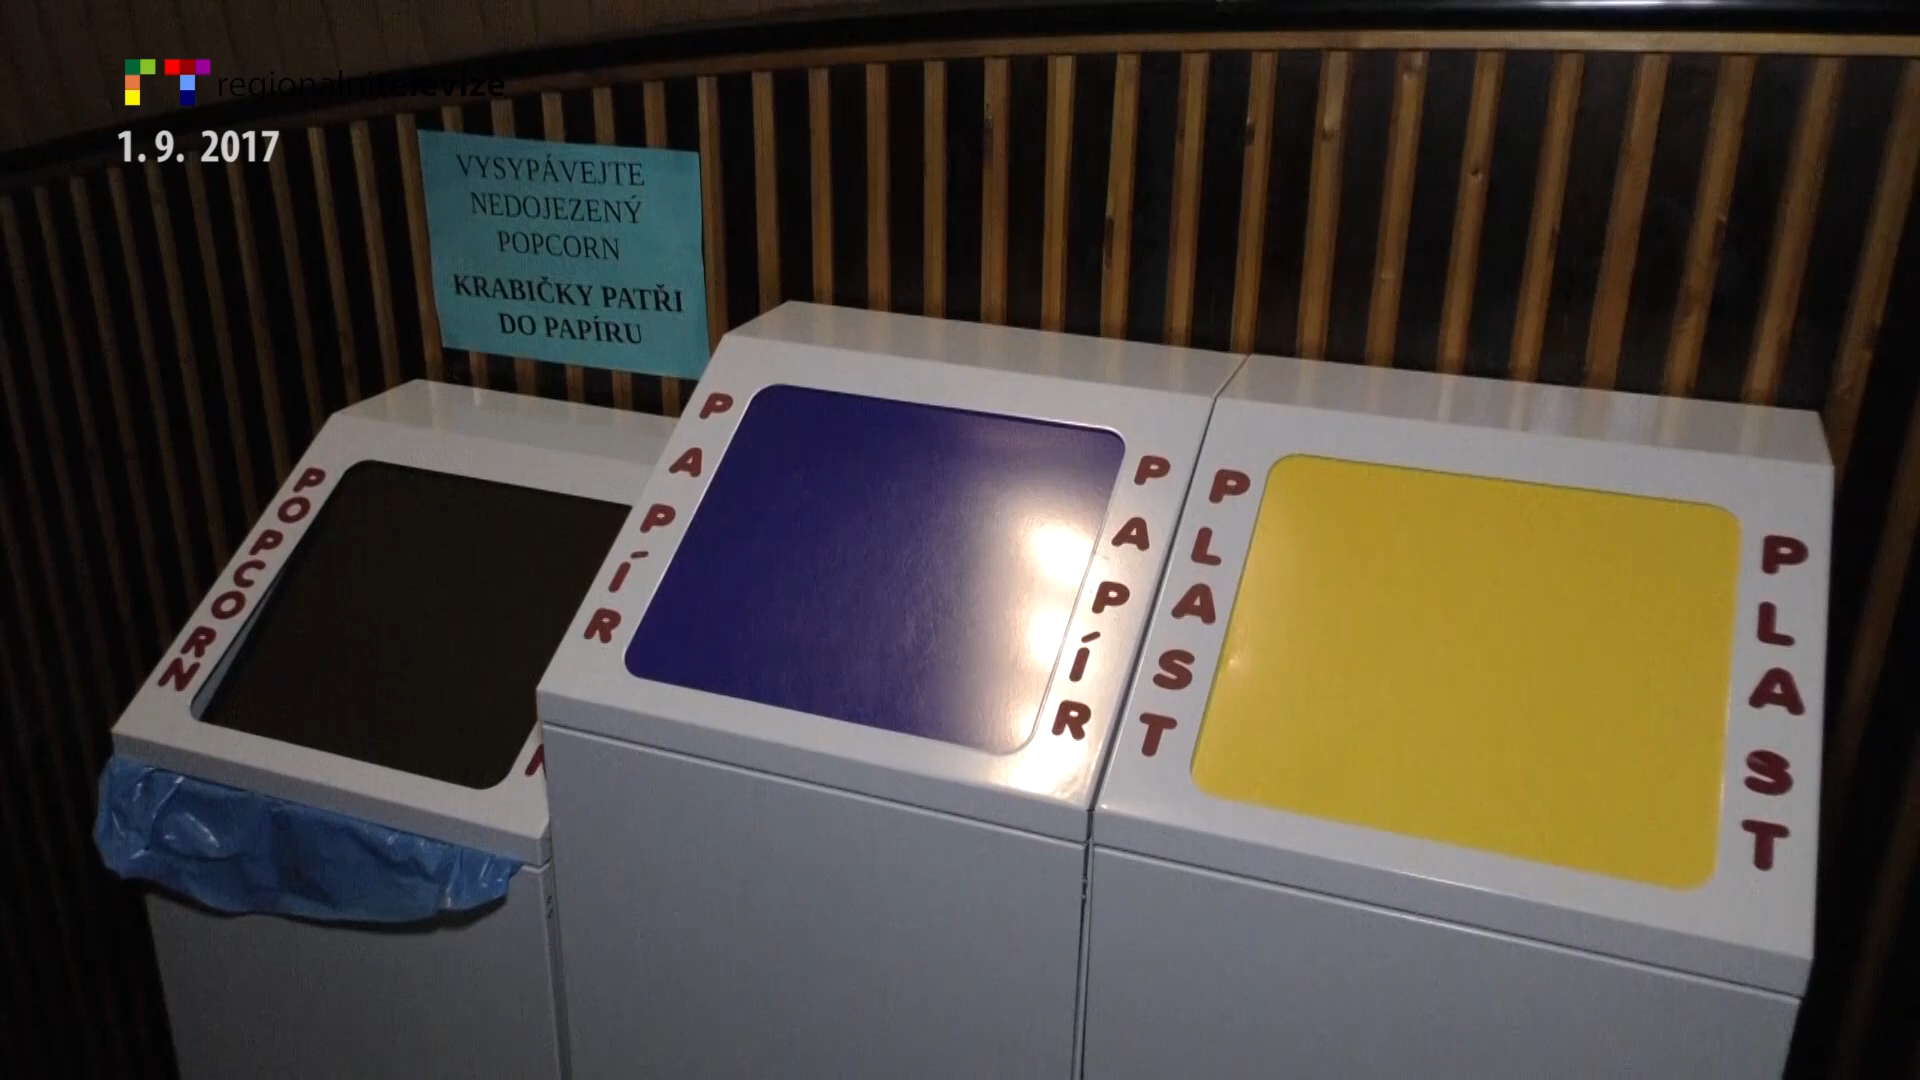 regionalnitelevize
1. 9. 2017
VYSYPÁVEJTE
NEDOJEZENÝ
POPCORN
KRABIČKY PATŘI
DO PAPÍRU
POPCORN
PAPÍR
PAPÍR
PLAST
PLAST